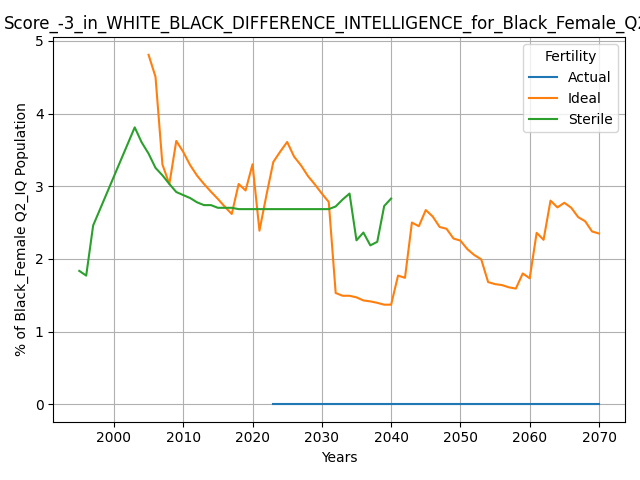 Score_-3_in_WHITE_BLACK_DIFFERENCE_INTELLIGENCE_for_Black_Female_Q2
Fertility
Actual
Ideal
Sterile
% of Black_Female Q2_IQ Population
5
4
3
2
1
0
2000 2010 2020 2030 2040 2050 2060 2070
Years